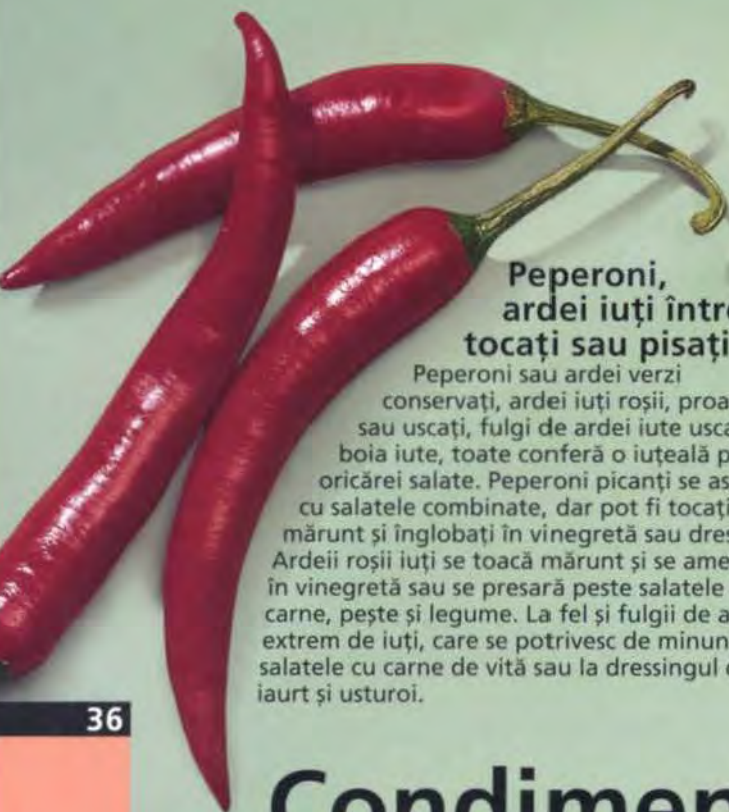 Peperoni,
ardei iuți într
tocați sau pisați
Peperoni sau ardei verzi
conservați, ardei iuți roșii, proa
sau uscați, fulgi de ardei iute usca
boia iute, toate conferă o iuțeală p
oricărei salate. Peperoni picanți se as
cu salatele combinate, dar pot fi tocați
mărunt și înglobați în vinegretă sau dres
Ardeii roșii iuți se toacă mărunt și se ame
în vinegretă sau se presară peste salatele
carne, pește și legume. La fel și fulgii de a
extrem de iuți, care se potrivesc de minun
salatele cu carne de vită sau la dressingul
iaurt și usturoi.
36
Condimen